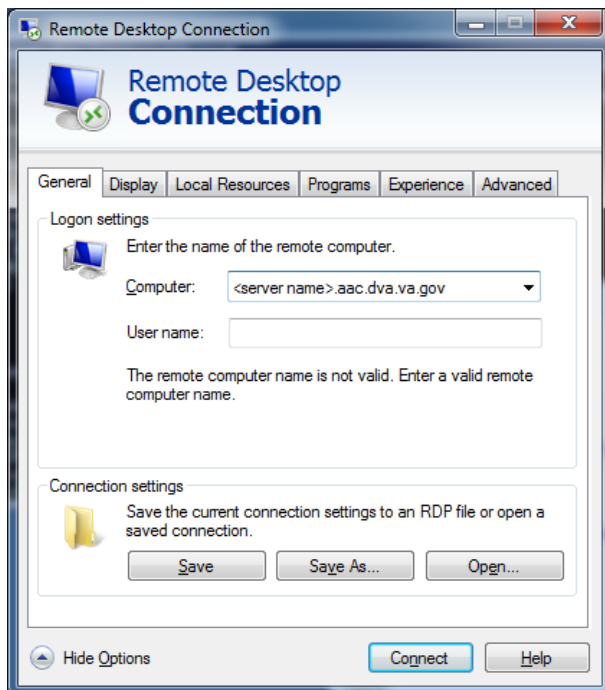 Remote Desktop Connection
Remote Desktop
Connection
General Display Local Resources Programs Experience Advanced
Logon settings
Enter the name of the remote computer.
Computer: <server name>.aac.dva.va.gov
User name:
The remote computer name is not valid. Enter a valid remote
computer name.
Connection settings
Save the current connection settings to an RDP file or open a
saved connection.
Save Save As... Open...
Hide Options Connect Help